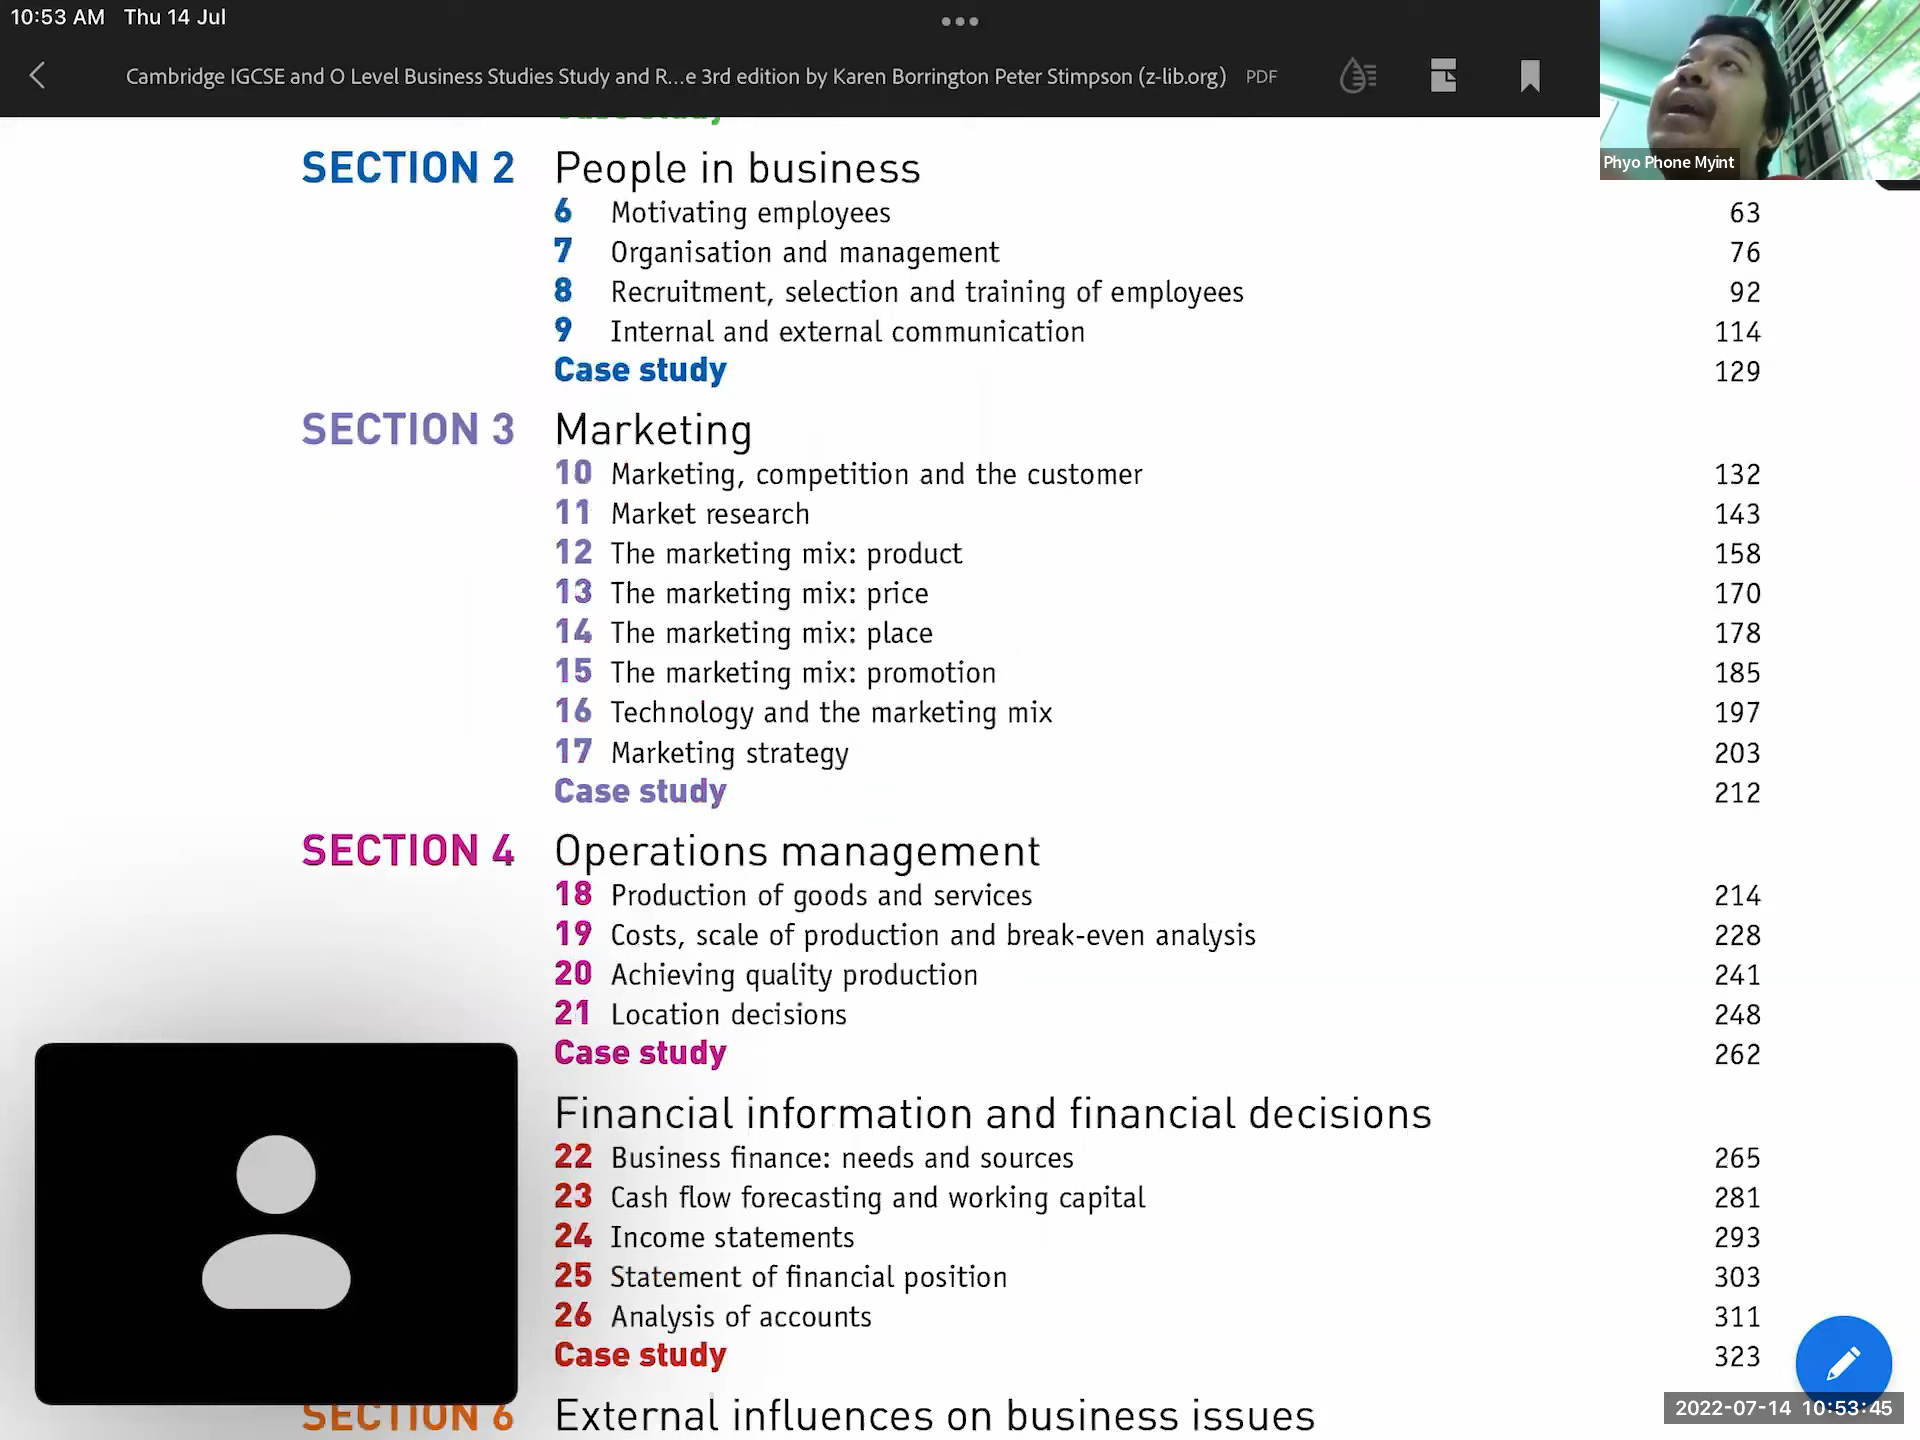 10:53 AM Thu 14 Jul
Cambridge IGCSE and O Level Business Studies Study and R...e 3rd edition by Karen Borrington Peter Stimpson (z-lib.org) PDF
Phyo Phone Myint
Case study
SECTION 2 People in business
6 Motivating employees 63
7 Organisation and management 76
8 Recruitment, selection and training of employees 92
9 Internal and external communication 114
Case study 129
SECTION 3 Marketing
10 Marketing, competition and the customer 132
11 Market research 143
12 The marketing mix: product 158
13 The marketing mix: price 170
14 The marketing mix: place 178
15 The marketing mix: promotion 185
16 Technology and the marketing mix 197
17 Marketing strategy 203
Case study 212
SECTION 4 Operations management
18 Production of goods and services 214
19 Costs, scale of production and break-even analysis 228
20 Achieving quality production 241
21 Location decisions 248
Case study 262
Financial information and financial decisions
22 Business finance: needs and sources 265
23 Cash flow forecasting and working capital 281
24 Income statements 293
25 Statement of financial position 303
26 Analysis of accounts 311
Case study 323
SECTION 6 External influences on business issues
2022-07-14 10:53:45